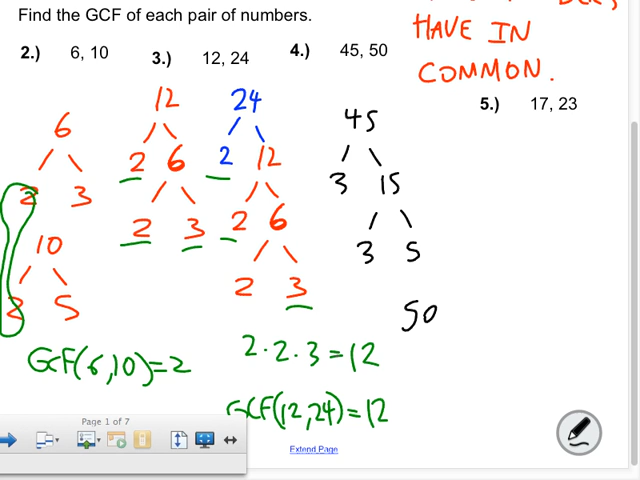 HAVE IN
COMMON.
Find the GCF of each pair of numbers.
2.) 6, 10
3.) 12, 24
4.) 45, 50
5.) 17, 23
6
2 3
10
2 5
GCF(6,10)=2
12
2 6
2 3
24
2 12
2 6
2 3
2·2·3=12
GCF(12,24)=12
45
3 15
3 5
50
Page 1 of 7
Extend Page